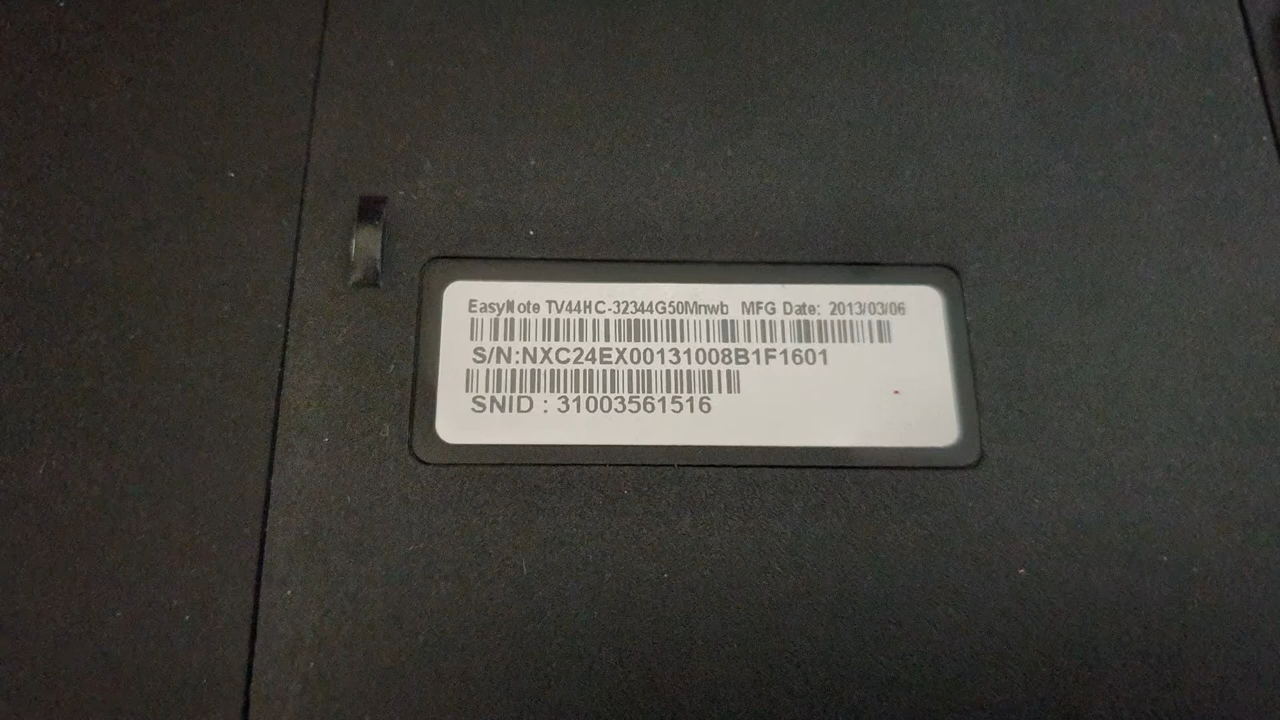 EasyNote TV44HC-32344G50Mnwb MFG Date: 2013/03/06
S/N:NXC24EX00131008B1F1601
SNID : 31003561516